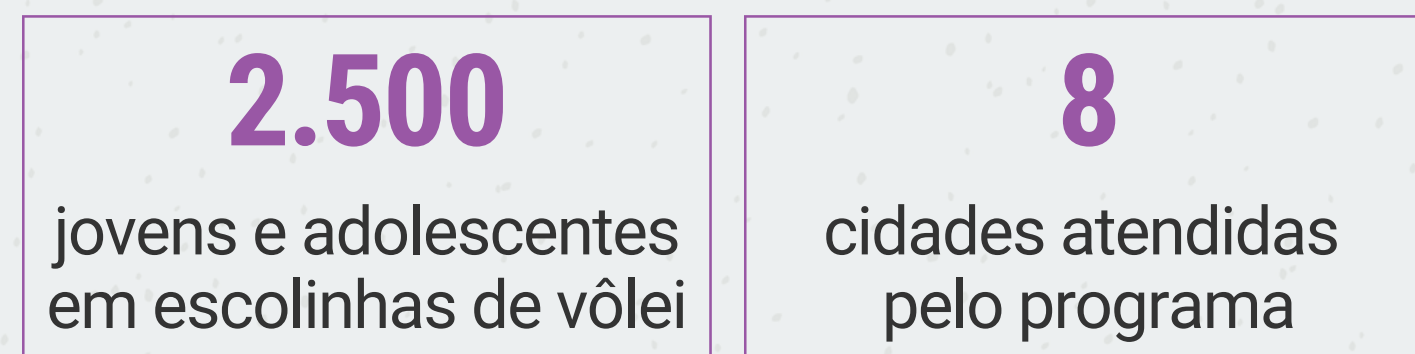 2.500
jovens e adolescentes
em escolinhas de vôlei
8
cidades atendidas
pelo programa